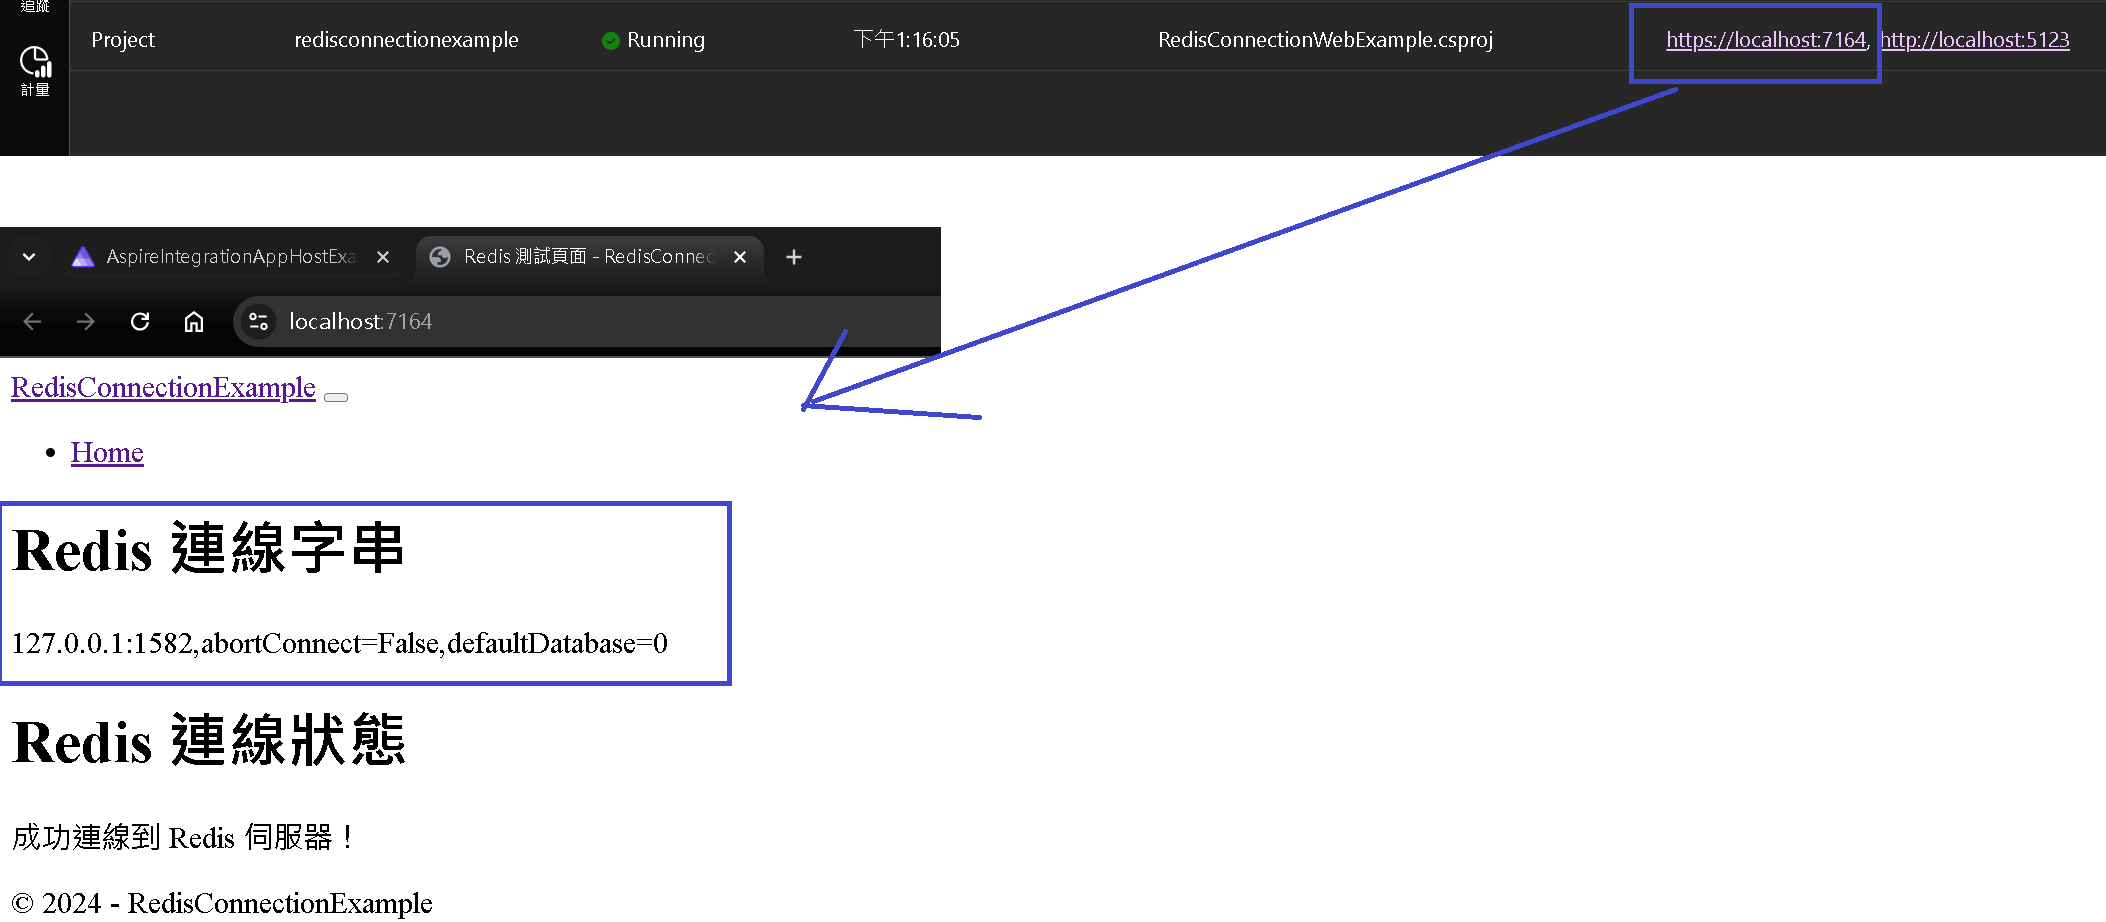 追蹤
Project redisconnectionexample Running 下午1:16:05 RedisConnectionWebExample.csproj https://localhost:7164, http://localhost:5123
計量
AspireIntegrationAppHostExa Redis 測試頁面 - RedisConnec
localhost:7164
RedisConnectionExample
Home
Redis 連線字串
127.0.0.1:1582,abortConnect=False,defaultDatabase=0
Redis 連線狀態
成功連線到 Redis 伺服器！
© 2024 - RedisConnectionExample